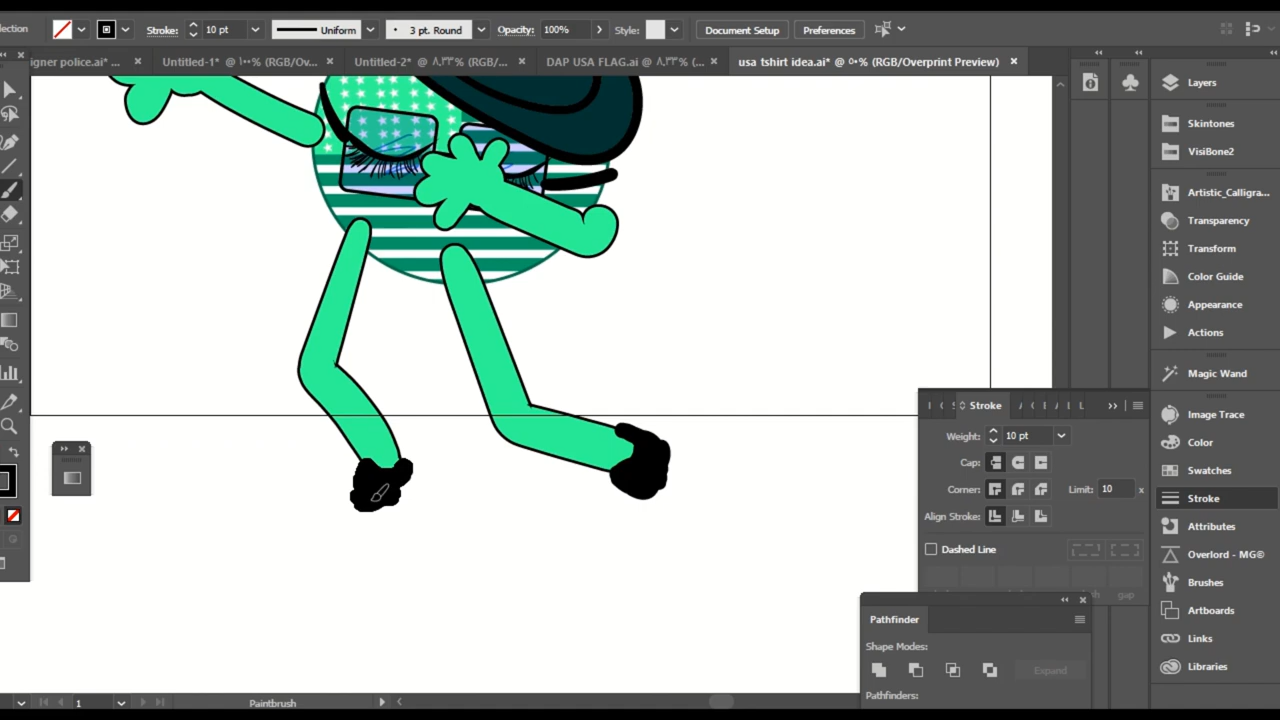 lection Stroke: 10 pt Uniform • 3 pt. Round Opacity: 100% Style: Document Setup Preferences
igner police.ai* ... × Untitled-1* @ ١٠٠% (RGB/Ov... × Untitled-2* @ ٨,٣٣% (RGB/... × DAP USA FLAG.ai @ ٨,٣٣% (... × usa tshirt idea.ai* @ ٥٠% (RGB/Overprint Preview) ×
Layers
Skintones
VisiBone2
Artistic_Calligra...
Transparency
Transform
Color Guide
Appearance
Actions
Magic Wand
Image Trace
Color
Swatches
Stroke
Attributes
Overlord - MG©
Brushes
Artboards
Links
Libraries
Stroke
Weight: 10 pt
Cap:
Corner: Limit: 10 x
Align Stroke:
Dashed Line
gap
Pathfinder
Shape Modes:
Expand
Pathfinders:
1 Paintbrush